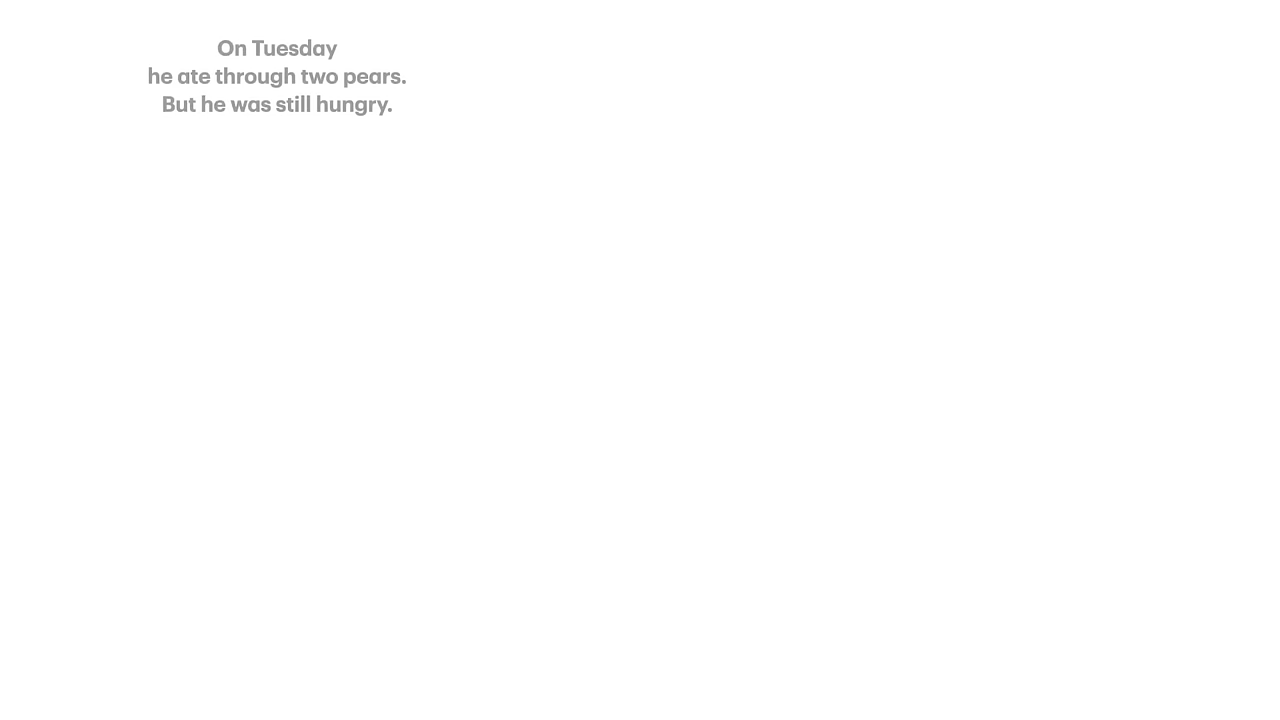 On Tuesday
he ate through two pears.
But he was still hungry.